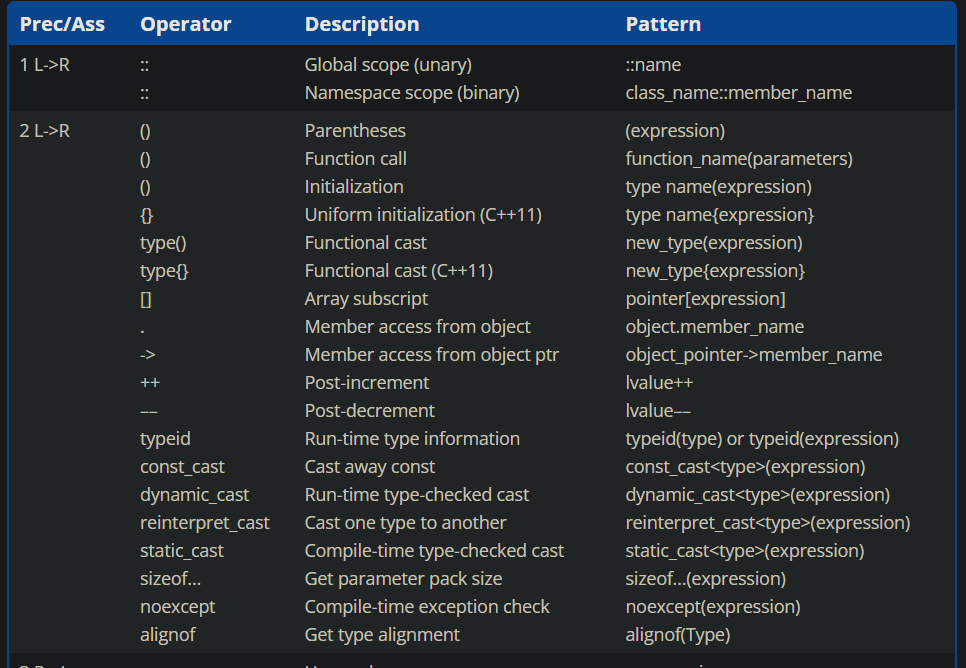 Prec/Ass Operator Description Pattern
1 L->R :: Global scope (unary) ::name
:: Namespace scope (binary) class_name::member_name
2 L->R () Parentheses (expression)
() Function call function_name(parameters)
() Initialization type name(expression)
{} Uniform initialization (C++11) type name{expression}
type() Functional cast new_type(expression)
type{} Functional cast (C++11) new_type{expression}
[] Array subscript pointer[expression]
. Member access from object object.member_name
-> Member access from object ptr object_pointer->member_name
++ Post-increment lvalue++
–– Post-decrement lvalue––
typeid Run-time type information typeid(type) or typeid(expression)
const_cast Cast away const const_cast<type>(expression)
dynamic_cast Run-time type-checked cast dynamic_cast<type>(expression)
reinterpret_cast Cast one type to another reinterpret_cast<type>(expression)
static_cast Compile-time type-checked cast static_cast<type>(expression)
sizeof... Get parameter pack size sizeof...(expression)
noexcept Compile-time exception check noexcept(expression)
alignof Get type alignment alignof(Type)